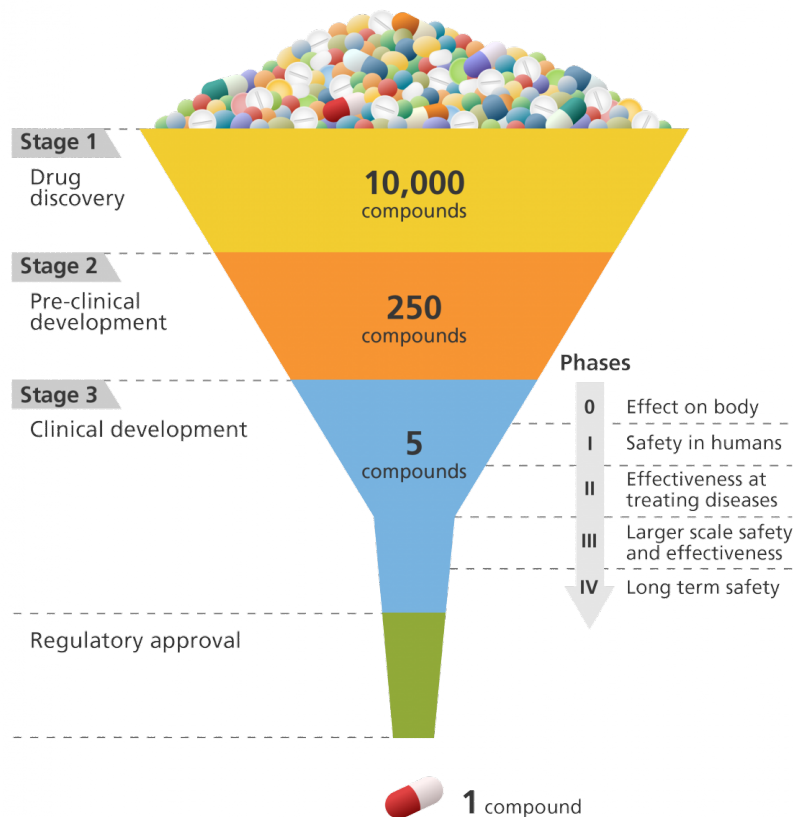 Stage 1
Drug
discovery
10,000
compounds
Stage 2
Pre-clinical
development
250
compounds
Stage 3
Clinical development
5
compounds
Phases
0 Effect on body
I Safety in humans
II Effectiveness at
treating diseases
III Larger scale safety
and effectiveness
IV Long term safety
Regulatory approval
1 compound